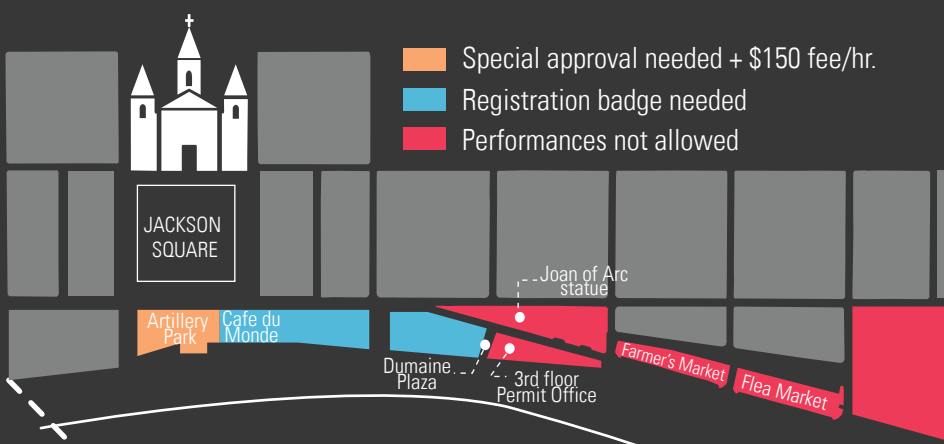 Special approval needed + $150 fee/hr.
Registration badge needed
Performances not allowed
JACKSON
SQUARE
Joan of Arc
statue
Artillery
Park
Cafe du
Monde
Dumaine
Plaza
3rd floor
Permit Office
Farmer's Market
Flea Market